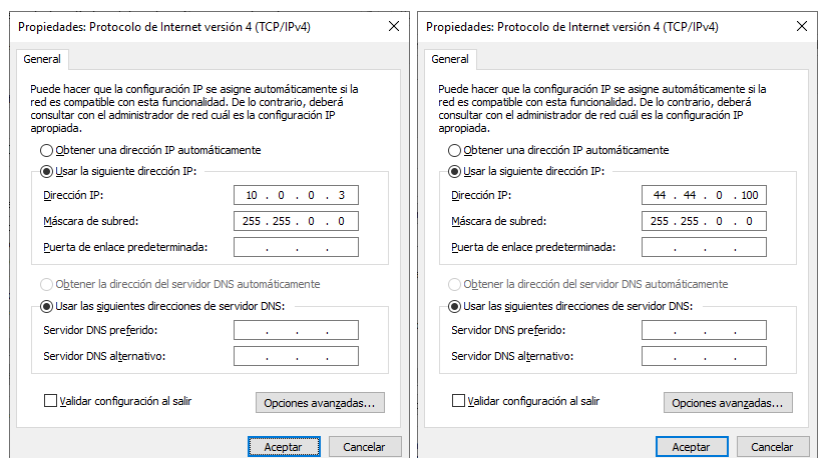 Propiedades: Protocolo de Internet versión 4 (TCP/IPv4)
General
Puede hacer que la configuración IP se asigne automáticamente si la
red es compatible con esta funcionalidad. De lo contrario, deberá
consultar con el administrador de red cuál es la configuración IP
apropiada.
Obtener una dirección IP automáticamente
Usar la siguiente dirección IP:
Dirección IP: 10 . 0 . 0 . 3
Máscara de subred: 255 . 255 . 0 . 0
Puerta de enlace predeterminada: . . .
Obtener la dirección del servidor DNS automáticamente
Usar las siguientes direcciones de servidor DNS:
Servidor DNS preferido: . . .
Servidor DNS alternativo: . . .
Validar configuración al salir
Opciones avanzadas...
Aceptar Cancelar
Propiedades: Protocolo de Internet versión 4 (TCP/IPv4)
General
Puede hacer que la configuración IP se asigne automáticamente si la
red es compatible con esta funcionalidad. De lo contrario, deberá
consultar con el administrador de red cuál es la configuración IP
apropiada.
Obtener una dirección IP automáticamente
Usar la siguiente dirección IP:
Dirección IP: 44 . 44 . 0 . 100
Máscara de subred: 255 . 255 . 0 . 0
Puerta de enlace predeterminada: . . .
Obtener la dirección del servidor DNS automáticamente
Usar las siguientes direcciones de servidor DNS:
Servidor DNS preferido: . . .
Servidor DNS alternativo: . . .
Validar configuración al salir
Opciones avanzadas...
Aceptar Cancelar